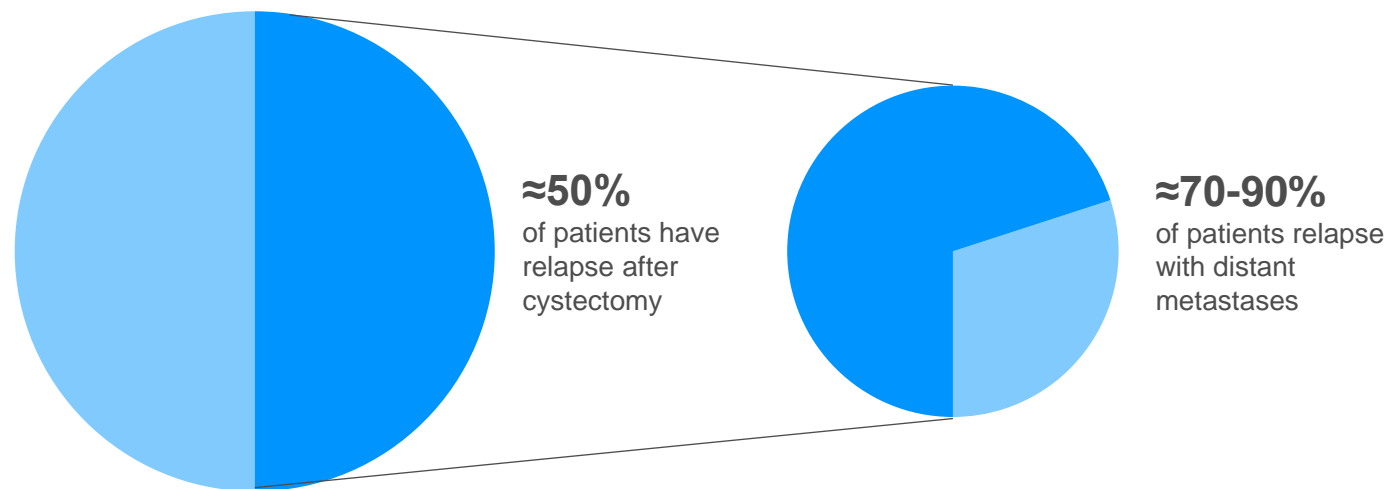 ≈50%
of patients have
relapse after
cystectomy
≈70-90%
of patients relapse
with distant
metastases